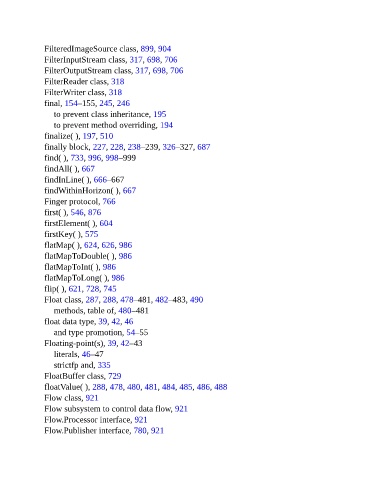 FilteredImageSource class, 899, 904
FilterInputStream class, 317, 698, 706
FilterOutputStream class, 317, 698, 706
FilterReader class, 318
FilterWriter class, 318
final, 154–155, 245, 246
to prevent class inheritance, 195
to prevent method overriding, 194
finalize( ), 197, 510
finally block, 227, 228, 238–239, 326–327, 687
find( ), 733, 996, 998–999
findAll( ), 667
findInLine( ), 666–667
findWithinHorizon( ), 667
Finger protocol, 766
first( ), 546, 876
firstElement( ), 604
firstKey( ), 575
flatMap( ), 624, 626, 986
flatMapToDouble( ), 986
flatMapToInt( ), 986
flatMapToLong( ), 986
flip( ), 621, 728, 745
Float class, 287, 288, 478–481, 482–483, 490
methods, table of, 480–481
float data type, 39, 42, 46
and type promotion, 54–55
Floating-point(s), 39, 42–43
literals, 46–47
strictfp and, 335
FloatBuffer class, 729
floatValue( ), 288, 478, 480, 481, 484, 485, 486, 488
Flow class, 921
Flow subsystem to control data flow, 921
Flow.Processor interface, 921
Flow.Publisher interface, 780, 921